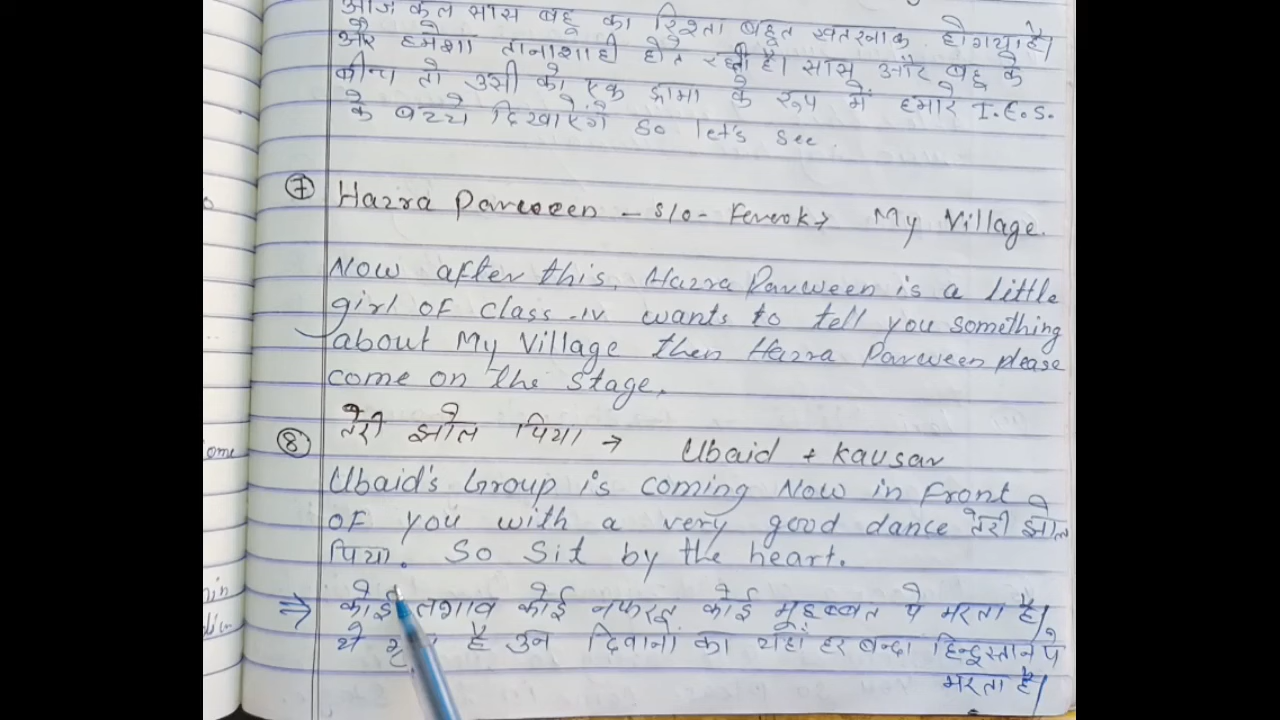 आज कल सास बहू का रिश्ता बहुत खतरनाक हो गया है।
और हमेशा तानाशाही होते रहती है। सास और बहू के
बीच तो उसी को एक ड्रामा के रूप में हमारे I.E.S.
के बच्चे दिखाएंगे so let's see.
⑦ Hazra Parween - s/o - Ferook → My Village.
Now after this, Hazra Parween is a little
girl of class -IV wants to tell you something
about My Village then Hazra Parween please
come on the stage.
⑧ तेरी झोल पिया → Ubaid + Kausar
Ubaid's Group is coming Now in front
of you with a very good dance तेरी झोल
पिया. So Sit by the heart.
⇒ कोई कोई नफरत कोई मुहब्बत पे मरता है।
ये है उन दिवानों का यहाँ हर बन्दा हिन्दुस्तान पे
मरता है।
ome